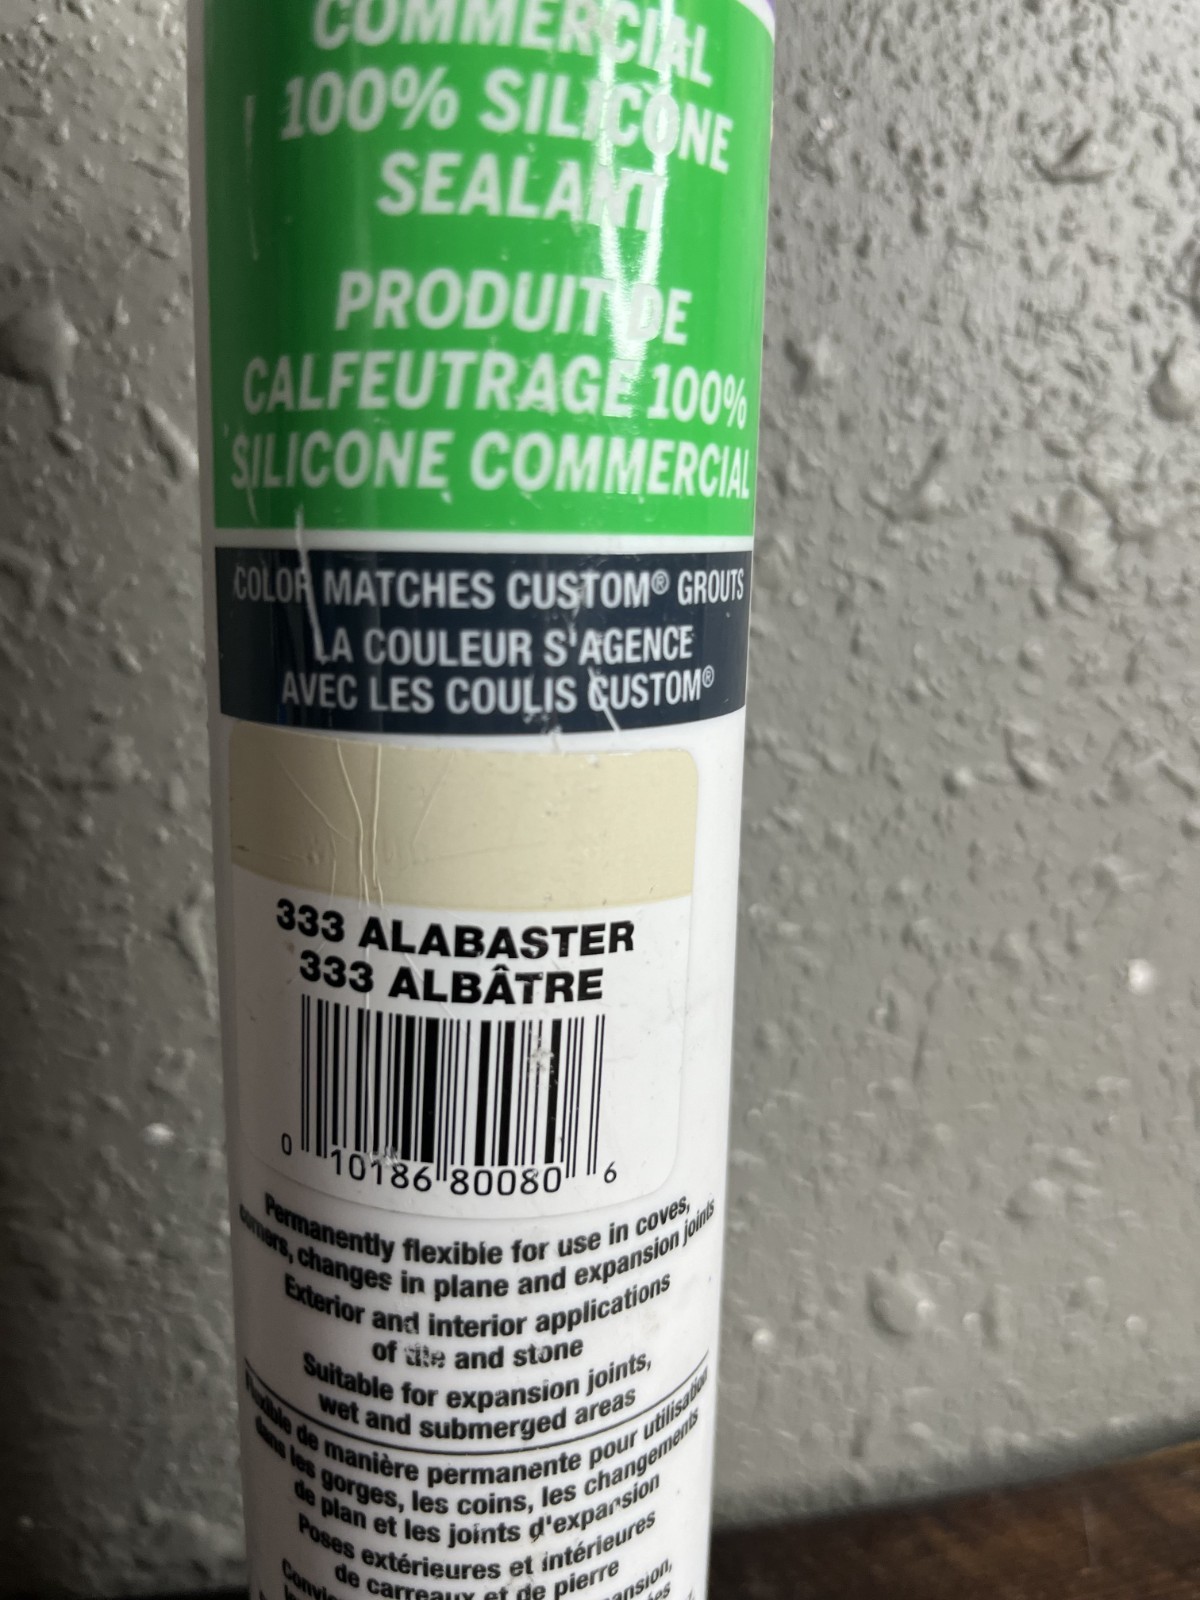 COMMERCIAL
100% SILICONE
SEALANT
PRODUIT DE
CALFEUTRAGE 100%
SILICONE COMMERCIAL
COLOR MATCHES CUSTOM® GROUTS
LA COULEUR S'AGENCE
AVEC LES COULIS CUSTOM®
333 ALABASTER
333 ALBÂTRE
0 10186 80080 6
Permanently flexible for use in coves,
corners, changes in plane and expansion joints
Exterior and interior applications
of tile and stone
Suitable for expansion joints,
wet and submerged areas
Flexible de manière permanente pour utilisation
dans les gorges, les coins, les changements
de plan et les joints d'expansion
Poses extérieures et intérieures
de carreaux et de pierre